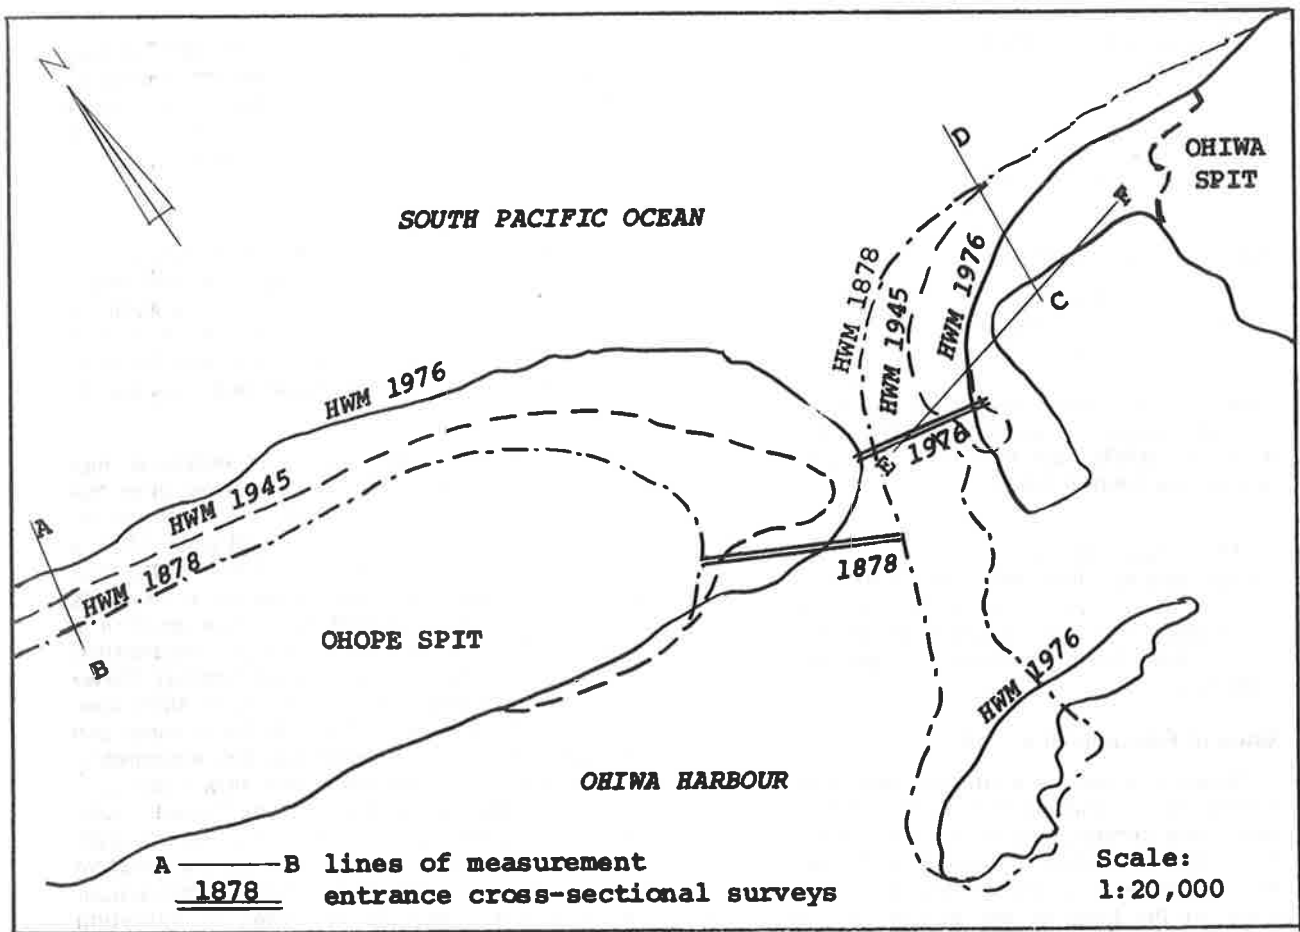 N
D
OHIWA
SPIT
F
SOUTH PACIFIC OCEAN
HWM 1878
HWM 1945
HWM 1976
C
HWM 1976
1976
E
HWM 1945
A
HWM 1878
1878
B
OHOPE SPIT
HWM 1976
OHIWA HARBOUR
A B lines of measurement
1878 entrance cross-sectional surveys
Scale:
1:20,000